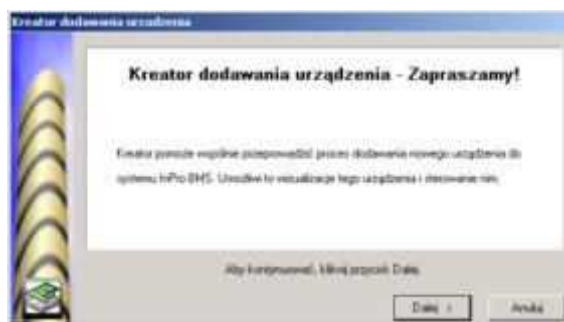 Kreator dodawania urządzenia
Kreator dodawania urządzenia - Zapraszamy!
Kreator pomoże wspólnie przeprowadzić proces dodawania nowego urządzenia do
systemu InPro BMS. Umożliwi to wizualizację tego urządzenia i sterowanie nim.
Aby kontynuować, kliknij przycisk Dalej.
Dalej >
Anuluj